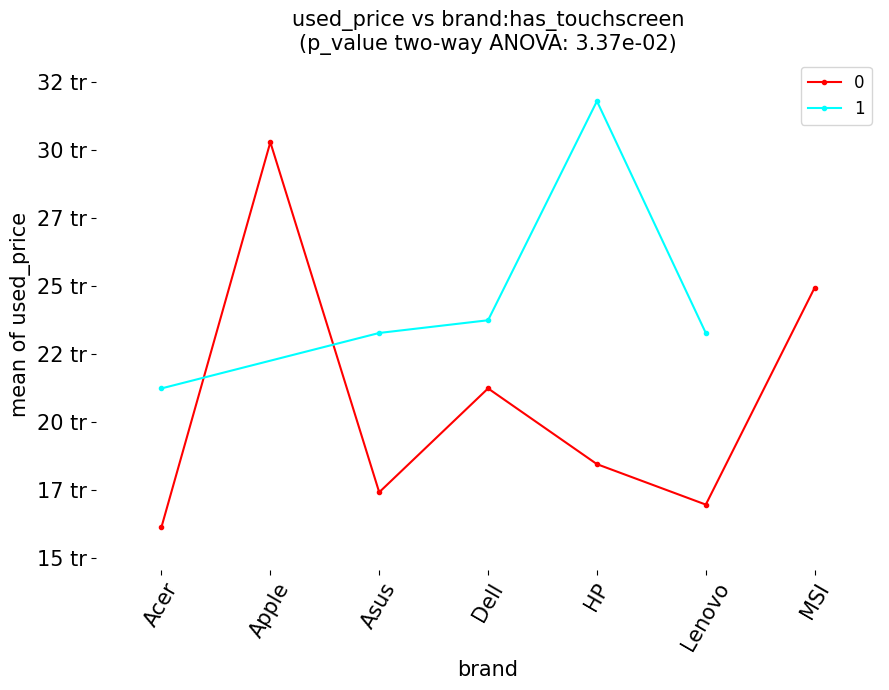 used_price vs brand:has_touchscreen
(p_value two-way ANOVA: 3.37e-02)
0
1
32 tr
30 tr
27 tr
25 tr
22 tr
20 tr
17 tr
15 tr
mean of used_price
Acer
Apple
Asus
Dell
HP
Lenovo
MSI
brand